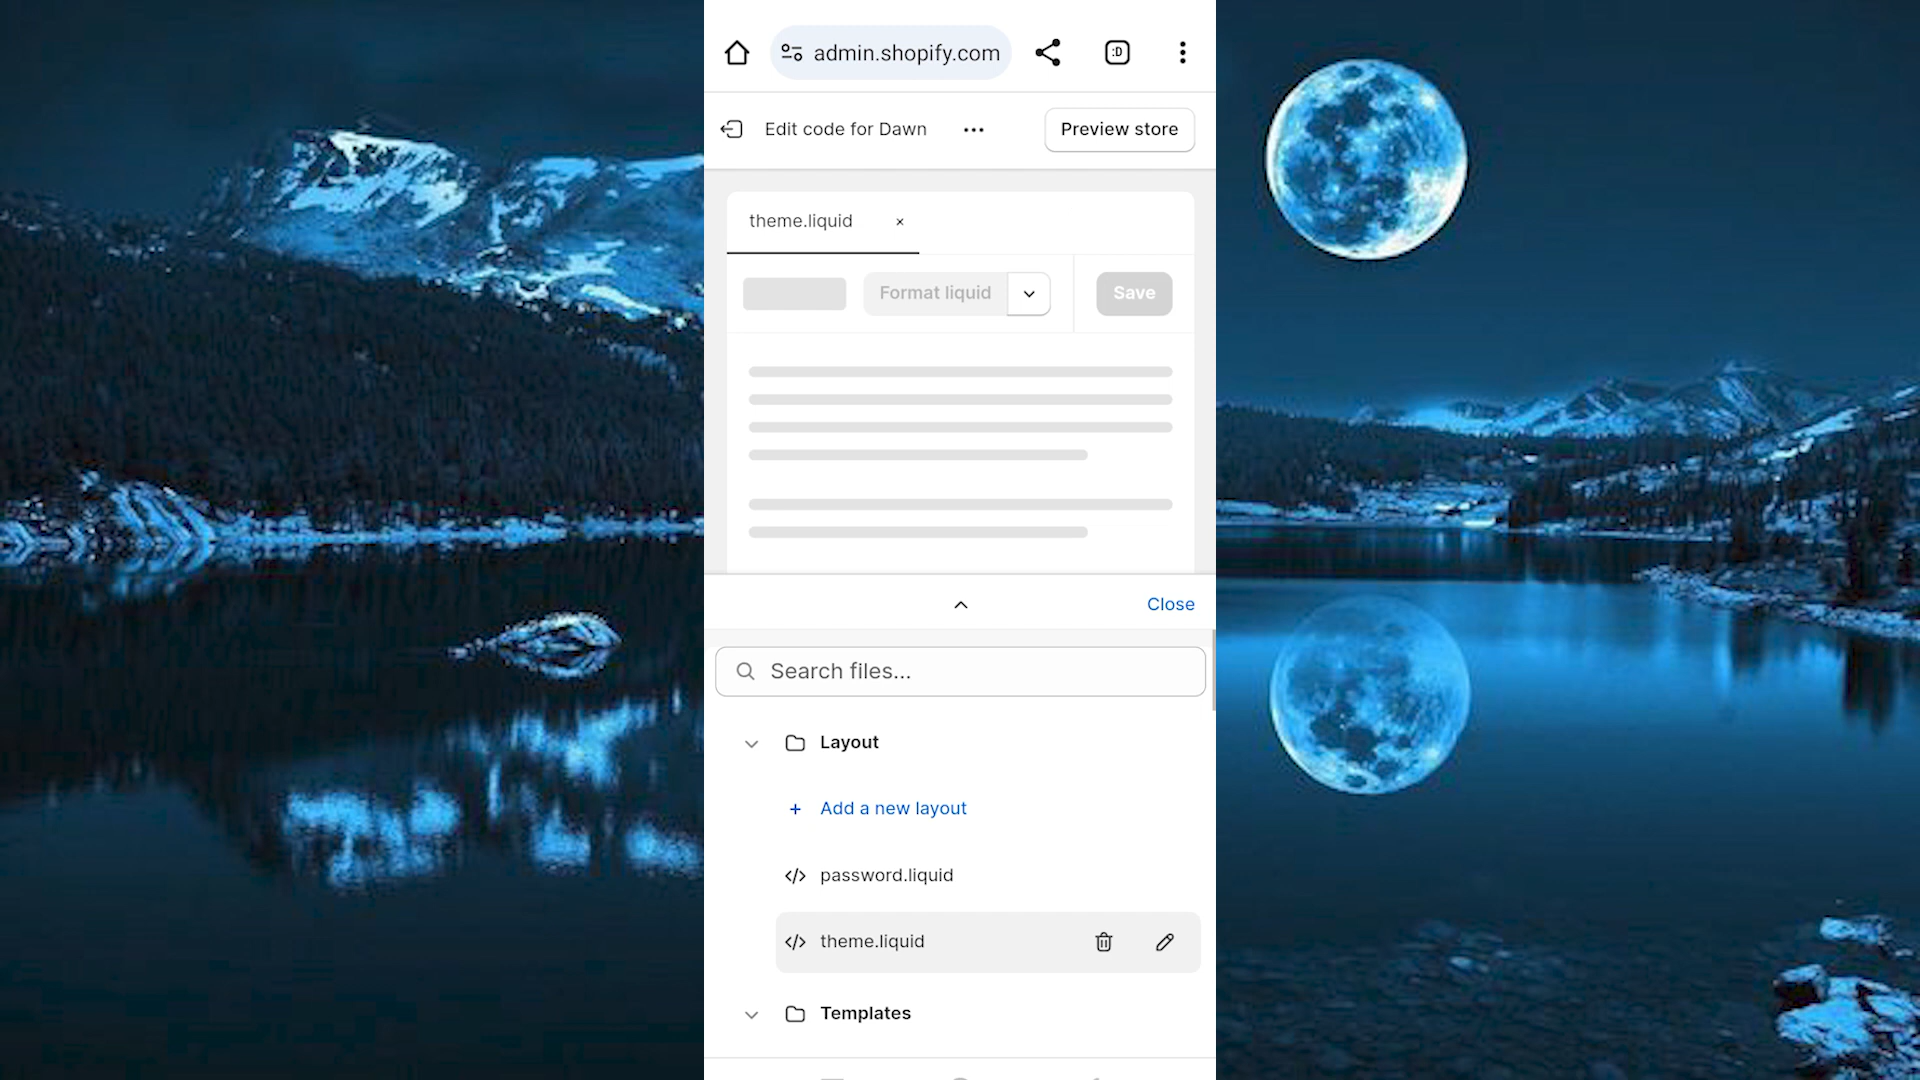 admin.shopify.com
:D
Edit code for Dawn
Preview store
theme.liquid
Format liquid
Save
Close
Search files...
Layout
+ Add a new layout
</> password.liquid
</> theme.liquid
Templates